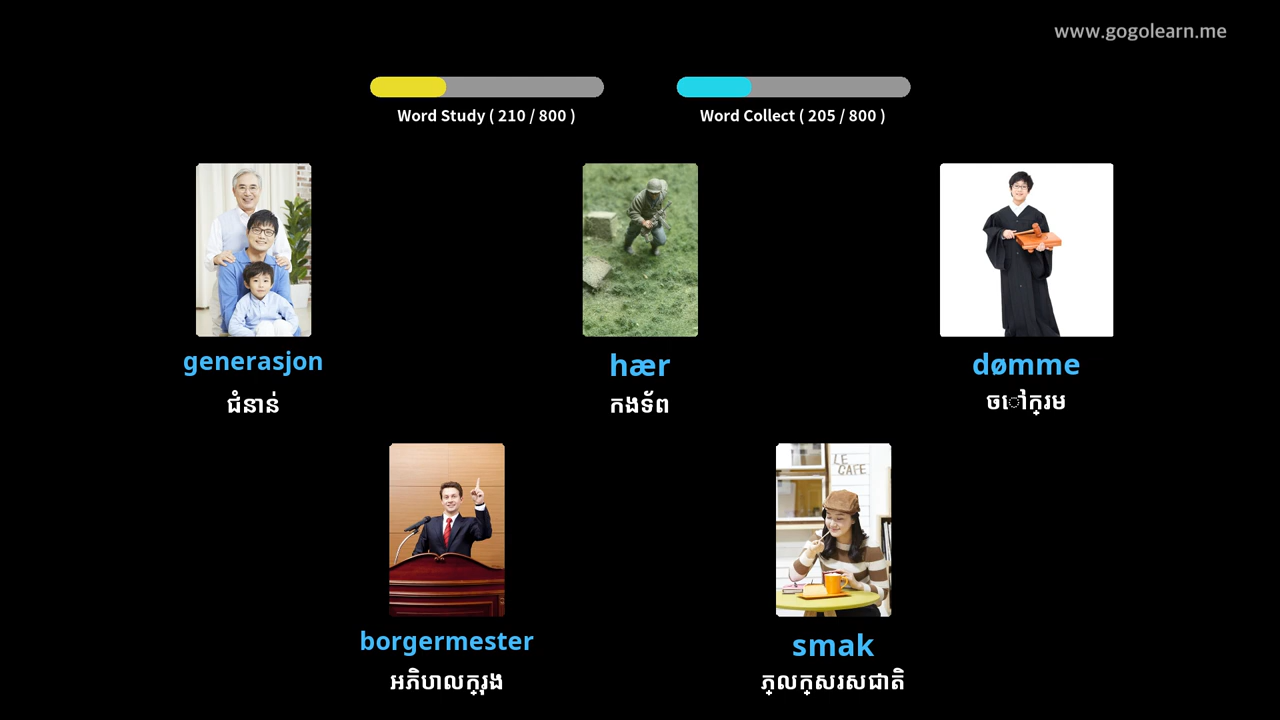 www.gogolearn.me
Word Study ( 210 / 800 )
Word Collect ( 205 / 800 )
generasjon
ជំនាន់
hær
កងទ័ព
dømme
ចៅក្រម
borgermester
អភិបាលក្រុង
smak
ភ្លក្សរសជាតិ
LE
CAFE